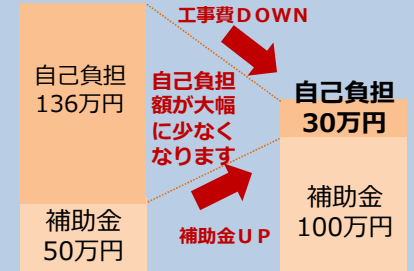 工事費DOWN
自己負担
136万円
自己負担
額が大幅
に少なく
なります
自己負担
30万円
補助金
50万円
補助金UP
補助金
100万円